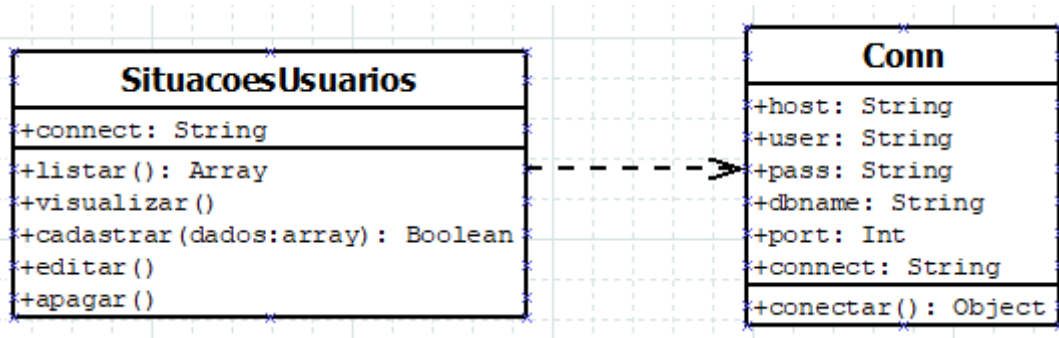 SituacoesUsuarios
+connect: String
+listar(): Array
+visualizar()
+cadastrar(dados:array): Boolean
+editar()
+apagar()
Conn
+host: String
+user: String
+pass: String
+dbname: String
+port: Int
+connect: String
+conectar(): Object